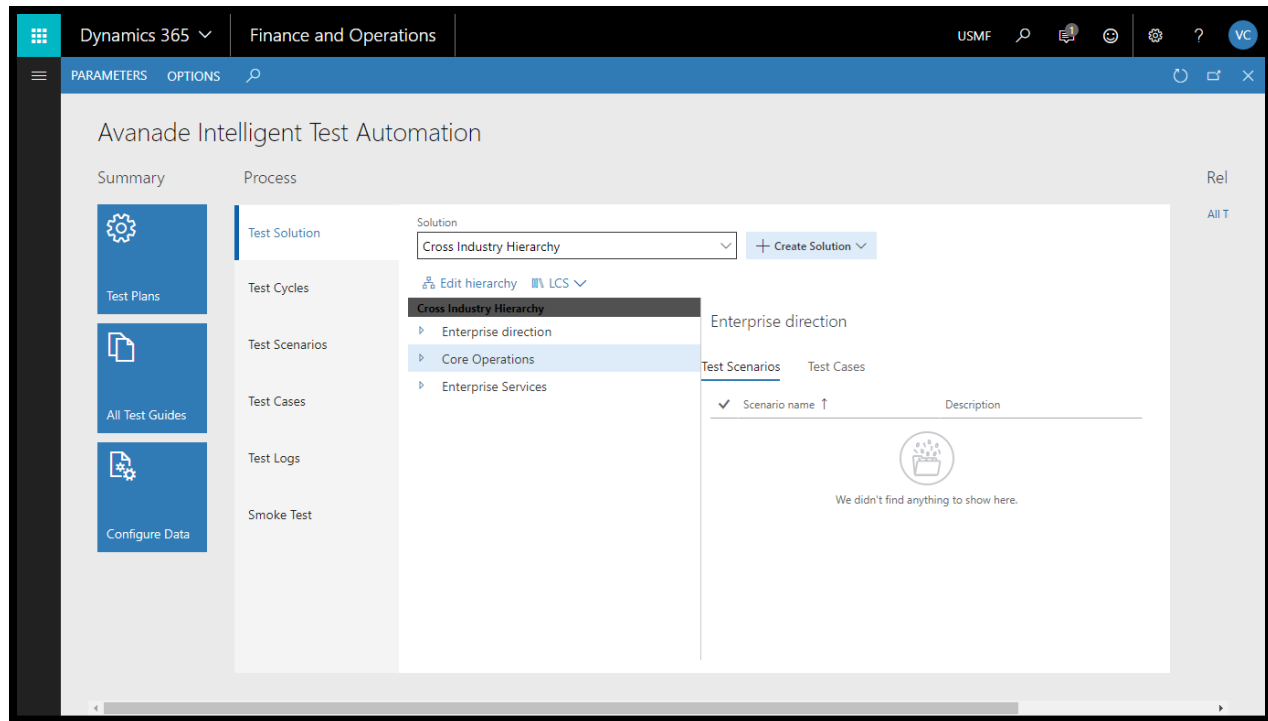 Dynamics 365
Finance and Operations
USMF
1
?
VC
PARAMETERS OPTIONS
Avanade Intelligent Test Automation
Summary
Process
Rel
Test Plans
All Test Guides
Configure Data
Test Solution
Test Cycles
Test Scenarios
Test Cases
Test Logs
Smoke Test
Solution
Cross Industry Hierarchy
+ Create Solution
Edit hierarchy LCS
Cross Industry Hierarchy
Enterprise direction
Core Operations
Enterprise Services
Enterprise direction
Test Scenarios Test Cases
Scenario name ↑ Description
We didn't find anything to show here.
All T